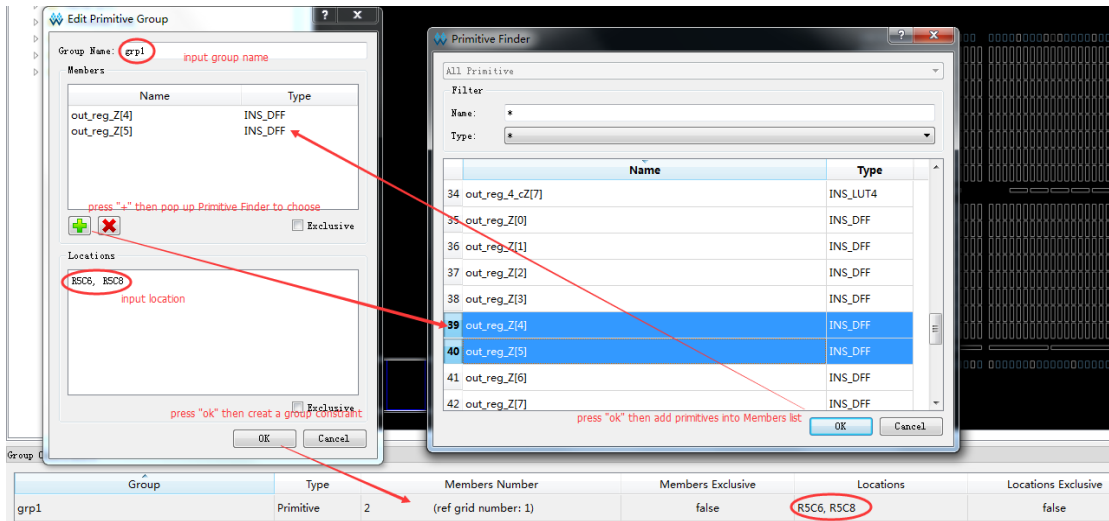 Edit Primitive Group
Group Name: grp1
input group name
Members
Name Type
out_reg_Z[4] INS_DFF
out_reg_Z[5] INS_DFF
press "+" then pop up Primitive Finder to choose
Exclusive
Locations
R5C6, R5C8
input location
Exclusive
press "ok" then creat a group constraint
OK Cancel
Primitive Finder
All Primitive
Filter
Name: *
Type: *
Name Type
34 out_reg_4_cZ[7] INS_LUT4
35 out_reg_Z[0] INS_DFF
36 out_reg_Z[1] INS_DFF
37 out_reg_Z[2] INS_DFF
38 out_reg_Z[3] INS_DFF
39 out_reg_Z[4] INS_DFF
40 out_reg_Z[5] INS_DFF
41 out_reg_Z[6] INS_DFF
42 out_reg_Z[7] INS_DFF
press "ok" then add primitives into Members list
OK Cancel
Group
Group Type Members Number Members Exclusive Locations Locations Exclusive
grp1 Primitive 2 (ref grid number: 1) false R5C6, R5C8 false